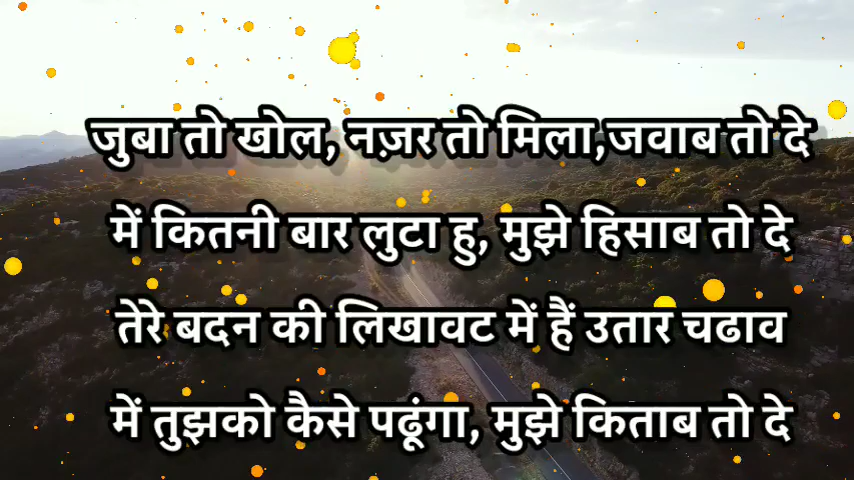 जुबा तो खोल, नज़र तो मिला,जवाब तो दे
में कितनी बार लुटा हु, मुझे हिसाब तो दे
तेरे बदन की लिखावट में हैं उतार चढाव
में तुझको कैसे पढूंगा, मुझे किताब तो दे